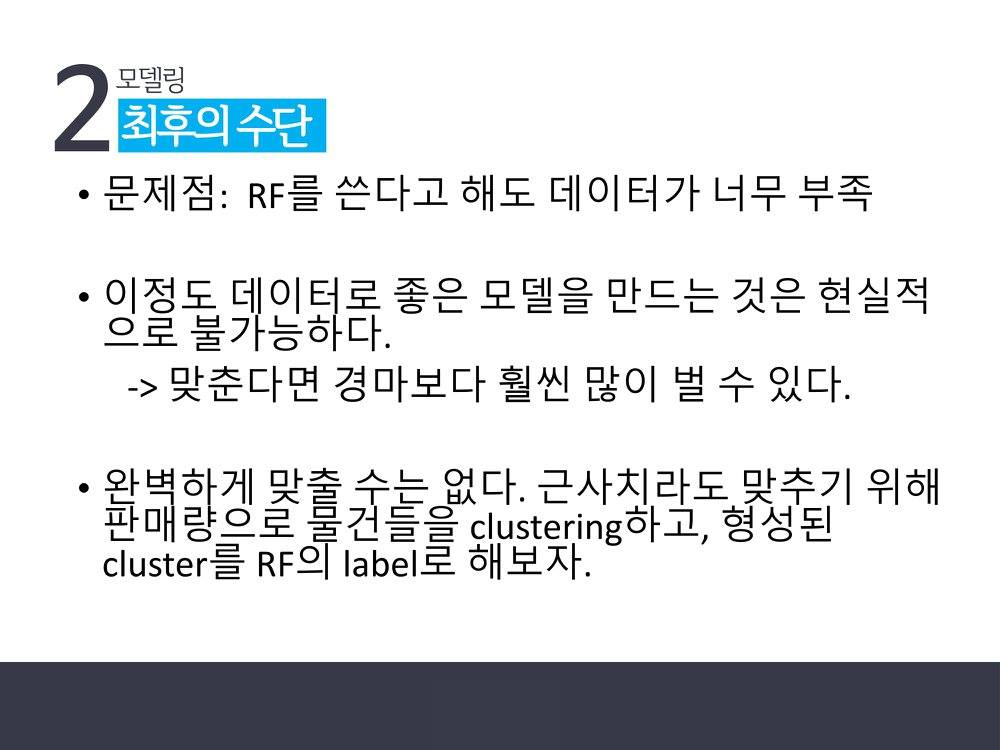 2 모델링
최후의 수단
• 문제점: RF를 쓴다고 해도 데이터가 너무 부족
• 이정도 데이터로 좋은 모델을 만드는 것은 현실적
으로 불가능하다.
-> 맞춘다면 경마보다 훨씬 많이 벌 수 있다.
• 완벽하게 맞출 수는 없다. 근사치라도 맞추기 위해
판매량으로 물건들을 clustering하고, 형성된
cluster를 RF의 label로 해보자.